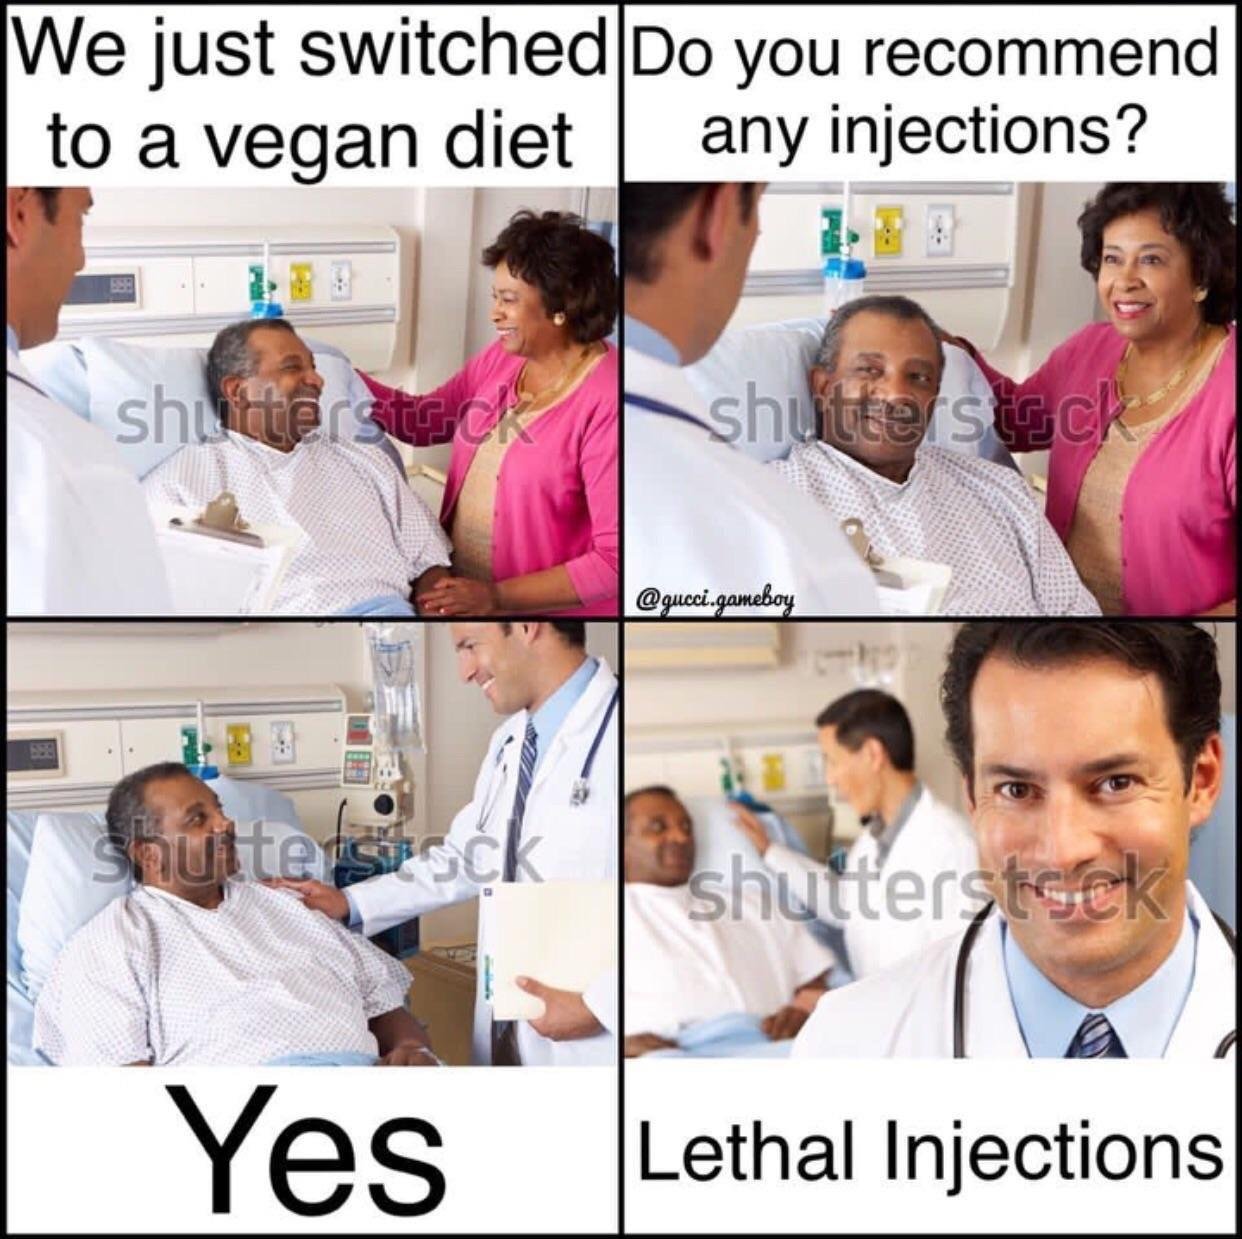 We just switched
to a vegan diet
Do you recommend
any injections?
shutterstock
shutterstock
@gucci.gameboy
shutterstock
shutterstock
Yes
Lethal Injections